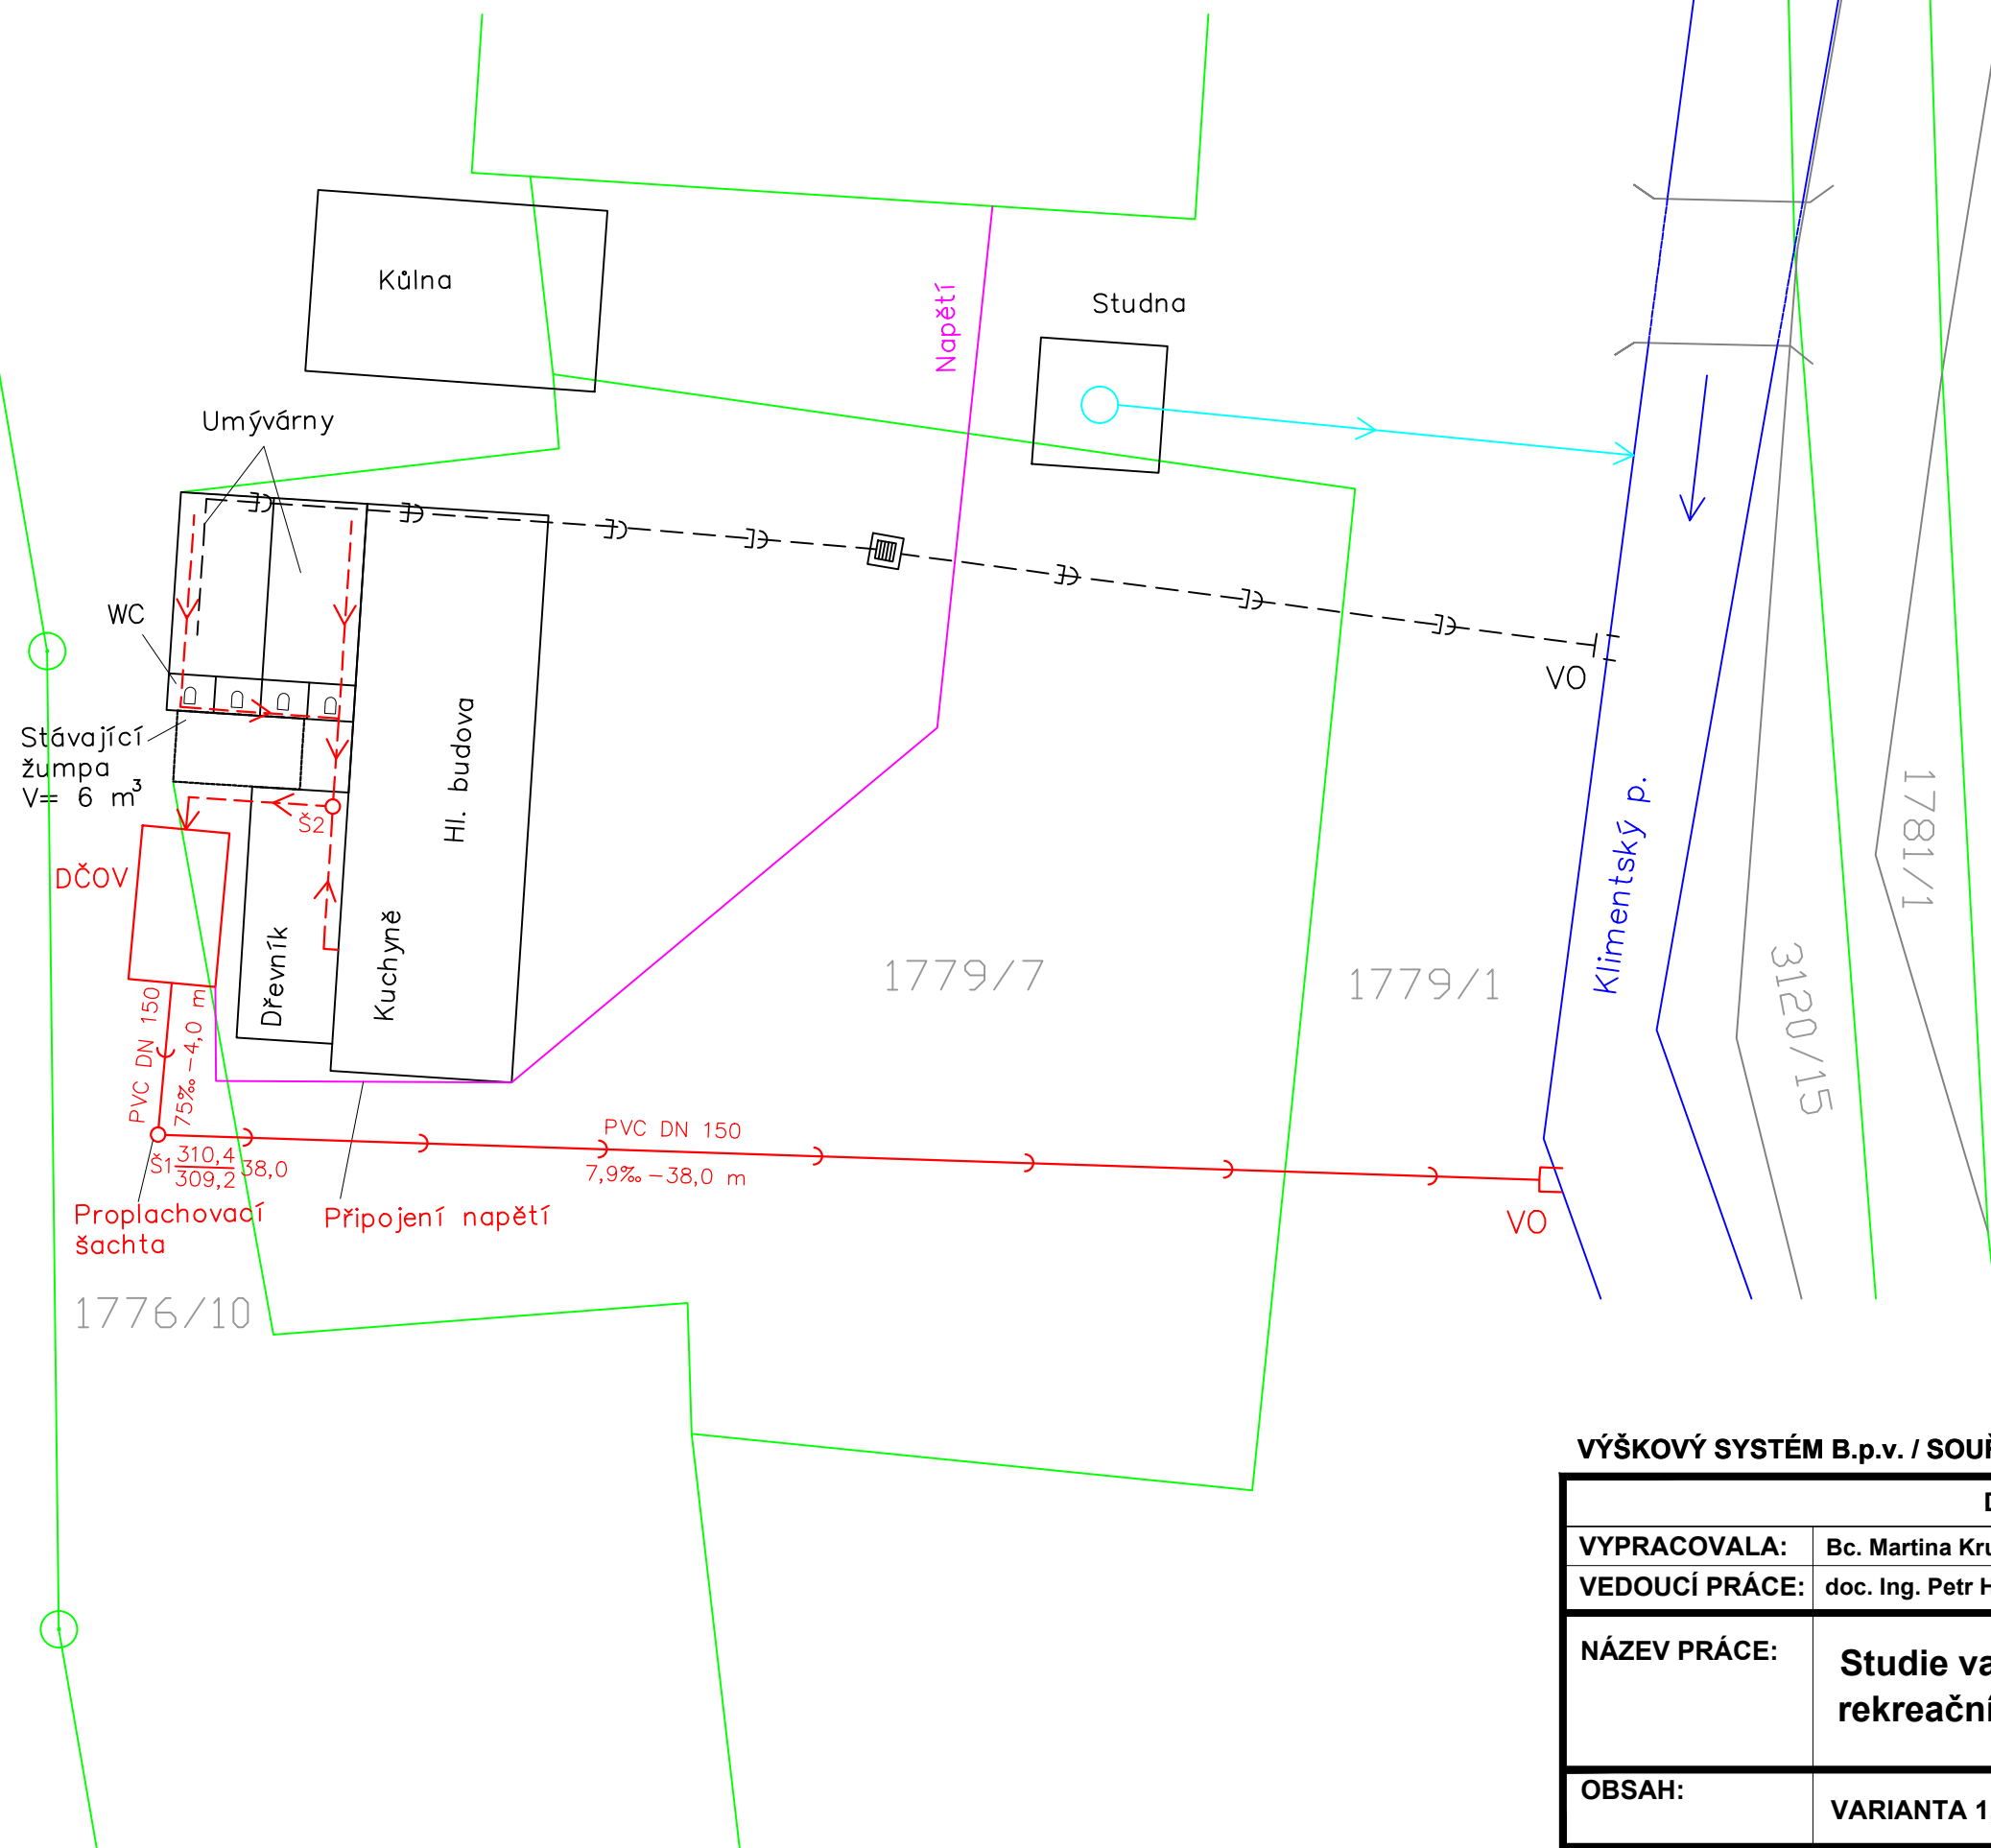 Kůlna
Napětí
Studna
Umývárny
WC
VO
Stávající
žumpa
V= 6 m³
Hl. budova
Š2
DČOV
Dřevník
Kuchyně
Klimentský p.
1781/1
1779/7
1779/1
3120/15
PVC DN 150
75‰-4,0 m
PVC DN 150
7,9‰-38,0 m
Š1 310,4 38,0
309,2
Proplachovací
šachta
Připojení napětí
VO
1776/10
VÝŠKOVÝ SYSTÉM B.p.v. /
VYPRACOVALA: Bc. Martina
VEDOUCÍ PRÁCE: doc. Ing. Petr
NÁZEV PRÁCE: Studie
OBSAH: VARIANTA 1